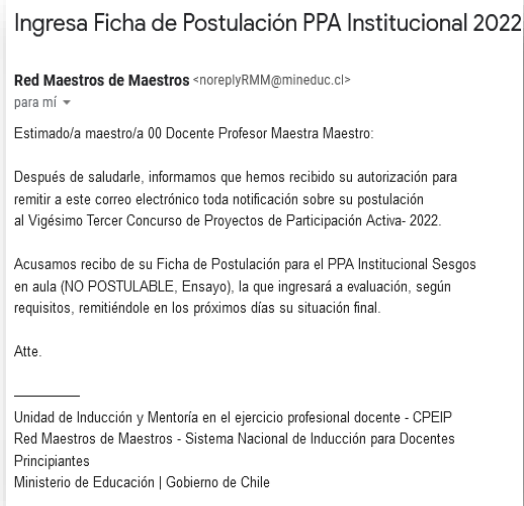 Ingresa Ficha de Postulación PPA Institucional 2022
Red Maestros de Maestros <noreplyRMM@mineduc.cl>
para mí
Estimado/a maestro/a 00 Docente Profesor Maestra Maestro:
Después de saludarle, informamos que hemos recibido su autorización para
remitir a este correo electrónico toda notificación sobre su postulación
al Vigésimo Tercer Concurso de Proyectos de Participación Activa- 2022.
Acusamos recibo de su Ficha de Postulación para el PPA Institucional Sesgos
en aula (NO POSTULABLE, Ensayo), la que ingresará a evaluación, según
requisitos, remitiéndole en los próximos días su situación final.
Atte.
Unidad de Inducción y Mentoría en el ejercicio profesional docente - CPEIP
Red Maestros de Maestros - Sistema Nacional de Inducción para Docentes
Principiantes
Ministerio de Educación | Gobierno de Chile